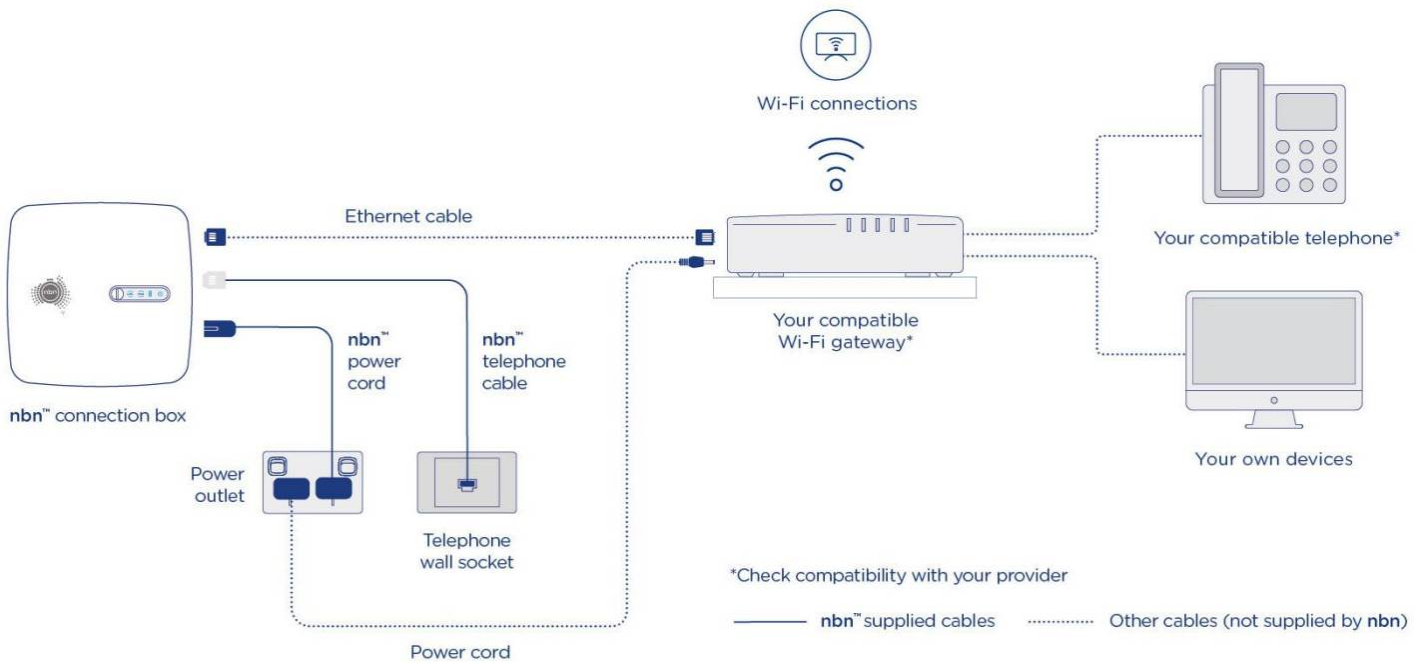 Wi-Fi connections
Ethernet cable
Your compatible telephone*
nbn
nbn™ connection box
nbn™
power
cord
nbn™
telephone
cable
Your compatible
Wi-Fi gateway*
Your own devices
Power
outlet
Telephone
wall socket
*Check compatibility with your provider
nbn™ supplied cables
Other cables (not supplied by nbn)
Power cord